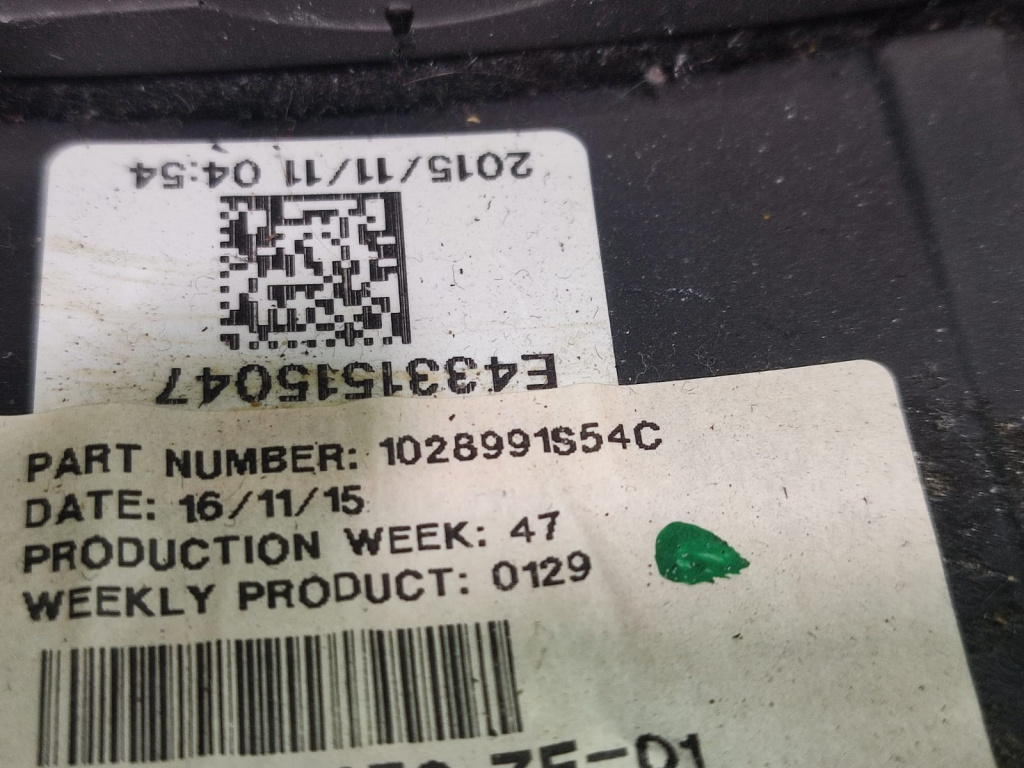 2015/11/11 04:54
E4331515047
PART NUMBER: 1028991S54C
DATE: 16/11/15
PRODUCTION WEEK: 47
WEEKLY PRODUCT: 0129